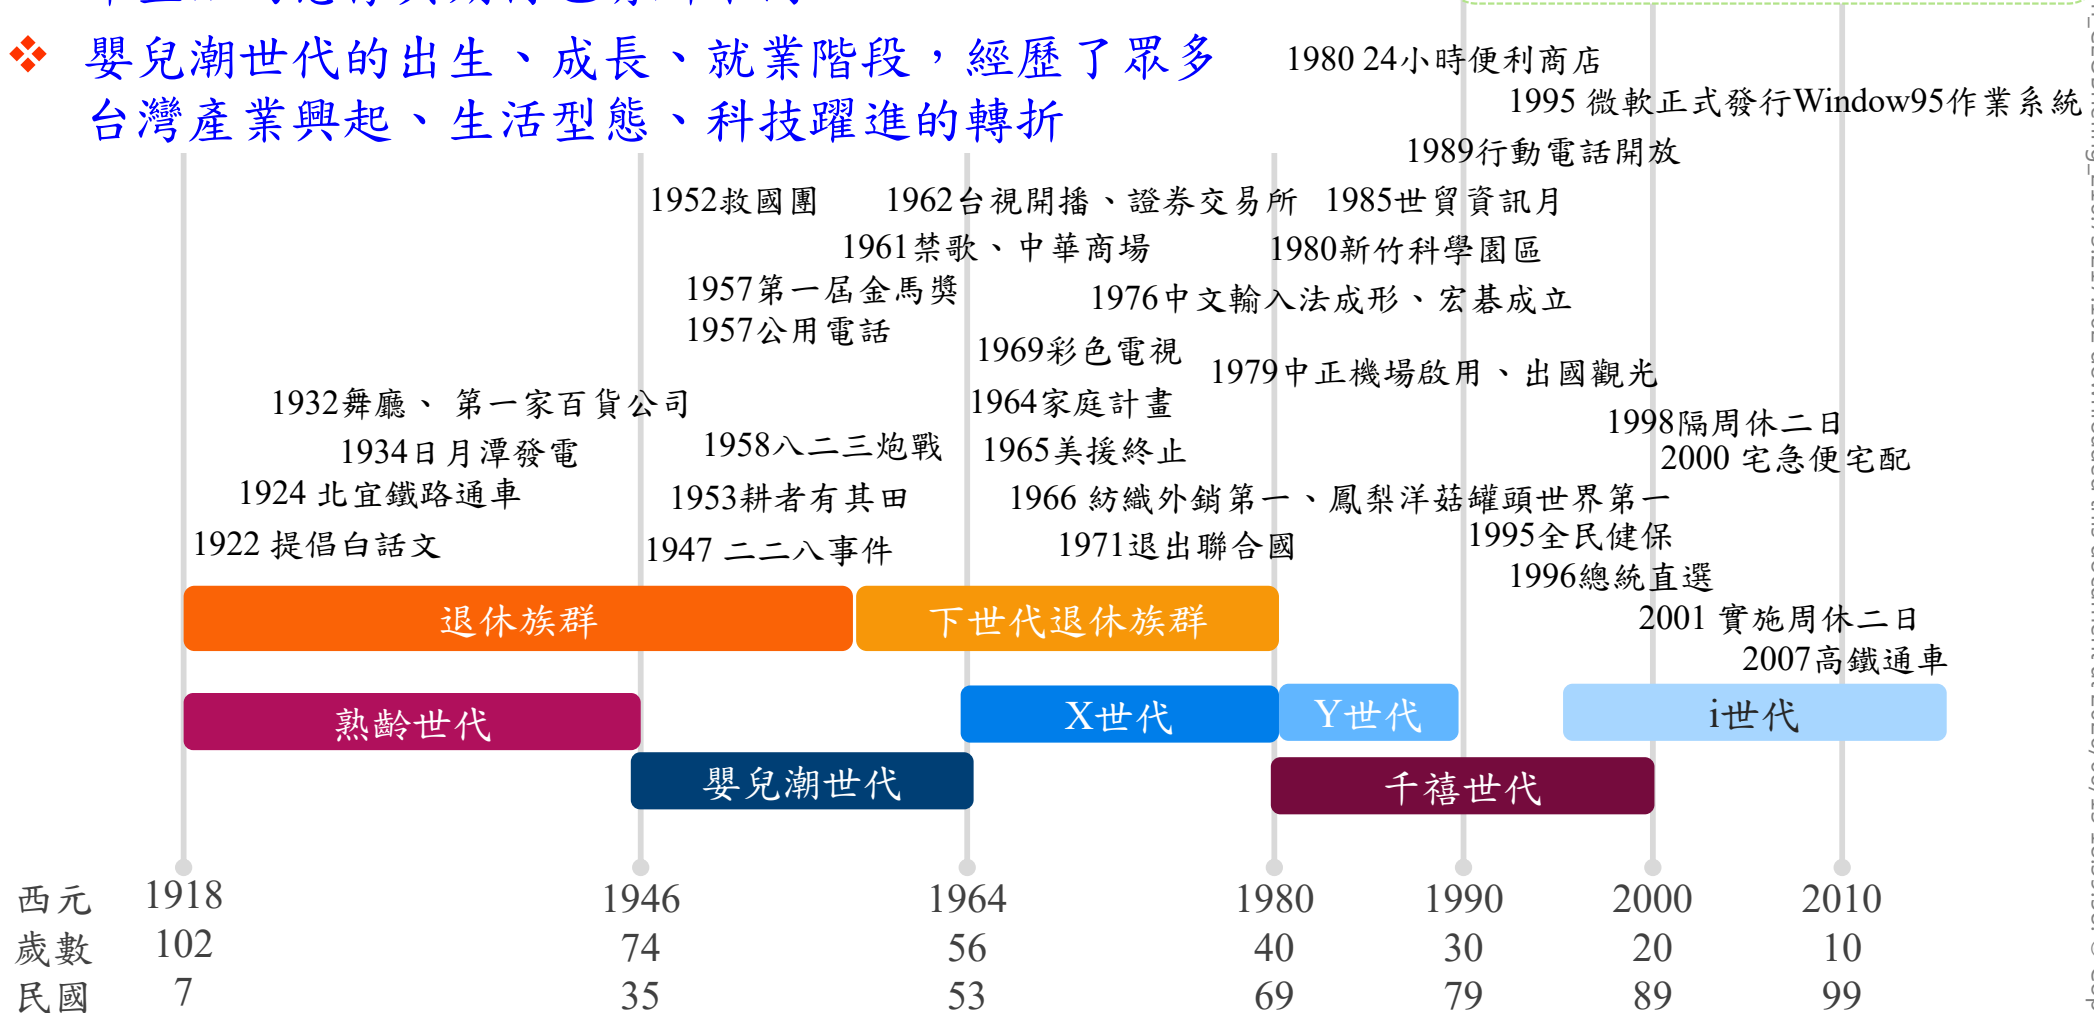 ❖ 嬰兒潮世代的出生、成長、就業階段，經歷了眾多
台灣產業興起、生活型態、科技躍進的轉折
1980 24小時便利商店
1995 微軟正式發行Window95作業系統
1989行動電話開放
1952救國團
1962台視開播、證券交易所
1985世貿資訊月
1961禁歌、中華商場
1980新竹科學園區
1957第一屆金馬獎
1976中文輸入法成形、宏碁成立
1957公用電話
1969彩色電視
1979中正機場啟用、出國觀光
1932舞廳、 第一家百貨公司
1964家庭計畫
1998隔周休二日
1934日月潭發電
1958八二三炮戰
1965美援終止
2000 宅急便宅配
1924 北宜鐵路通車
1953耕者有其田
1966 紡織外銷第一、鳳梨洋菇罐頭世界第一
1922 提倡白話文
1947 二二八事件
1971退出聯合國
1995全民健保
1996總統直選
2001 實施周休二日
2007高鐵通車
退休族群
下世代退休族群
熟齡世代
X世代
Y世代
i世代
嬰兒潮世代
千禧世代
西元 1918 1946 1964 1980 1990 2000 2010
歲數 102 74 56 40 30 20 10
民國 7 35 53 69 79 89 99